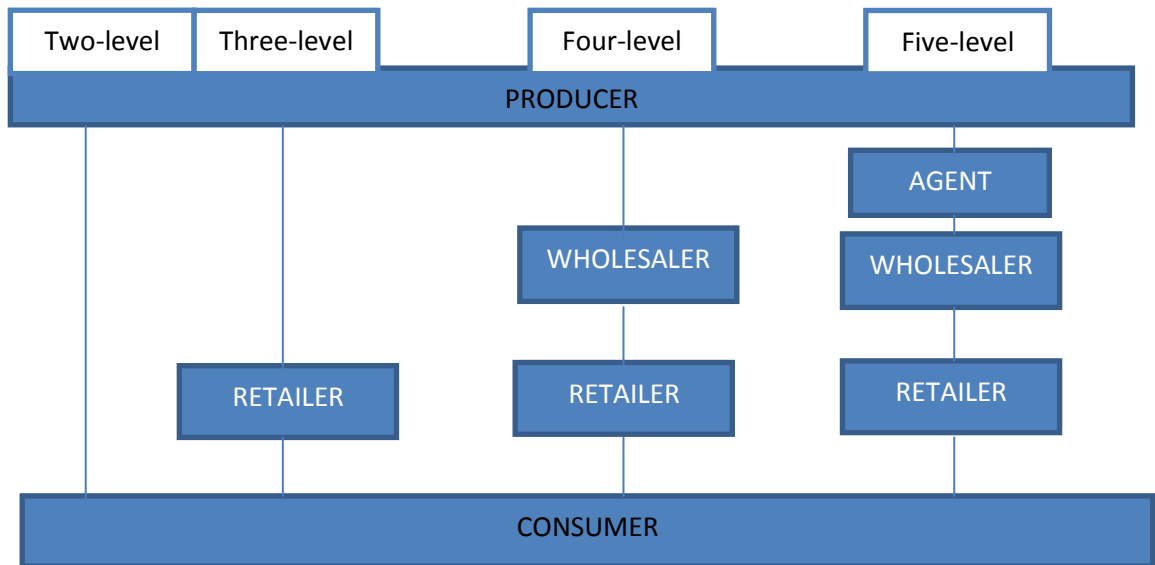 Two-level
Three-level
Four-level
Five-level
PRODUCER
AGENT
WHOLESALER
WHOLESALER
RETAILER
RETAILER
RETAILER
CONSUMER